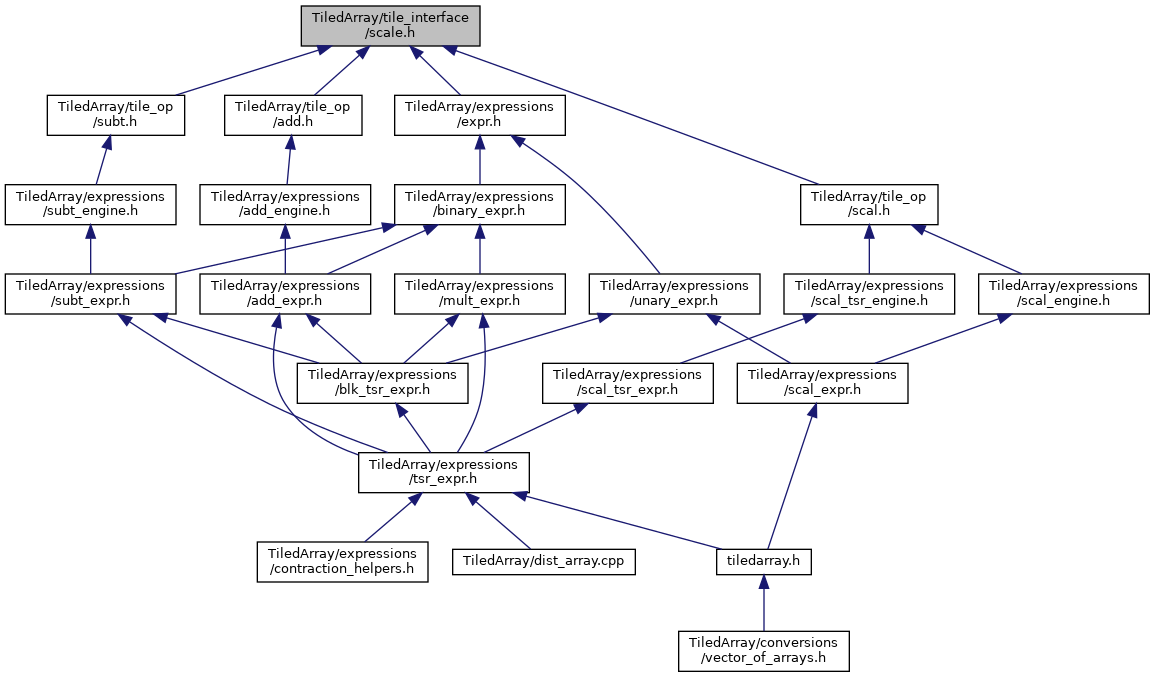 TiledArray/tile_interface
/scale.h
TiledArray/tile_op
/subt.h
TiledArray/tile_op
/add.h
TiledArray/expressions
/expr.h
TiledArray/expressions
/subt_engine.h
TiledArray/expressions
/add_engine.h
TiledArray/expressions
/binary_expr.h
TiledArray/tile_op
/scal.h
TiledArray/expressions
/subt_expr.h
TiledArray/expressions
/add_expr.h
TiledArray/expressions
/mult_expr.h
TiledArray/expressions
/unary_expr.h
TiledArray/expressions
/scal_tsr_engine.h
TiledArray/expressions
/scal_engine.h
TiledArray/expressions
/blk_tsr_expr.h
TiledArray/expressions
/scal_tsr_expr.h
TiledArray/expressions
/scal_expr.h
TiledArray/expressions
/tsr_expr.h
TiledArray/expressions
/contraction_helpers.h
TiledArray/dist_array.cpp
tiledarray.h
TiledArray/conversions
/vector_of_arrays.h